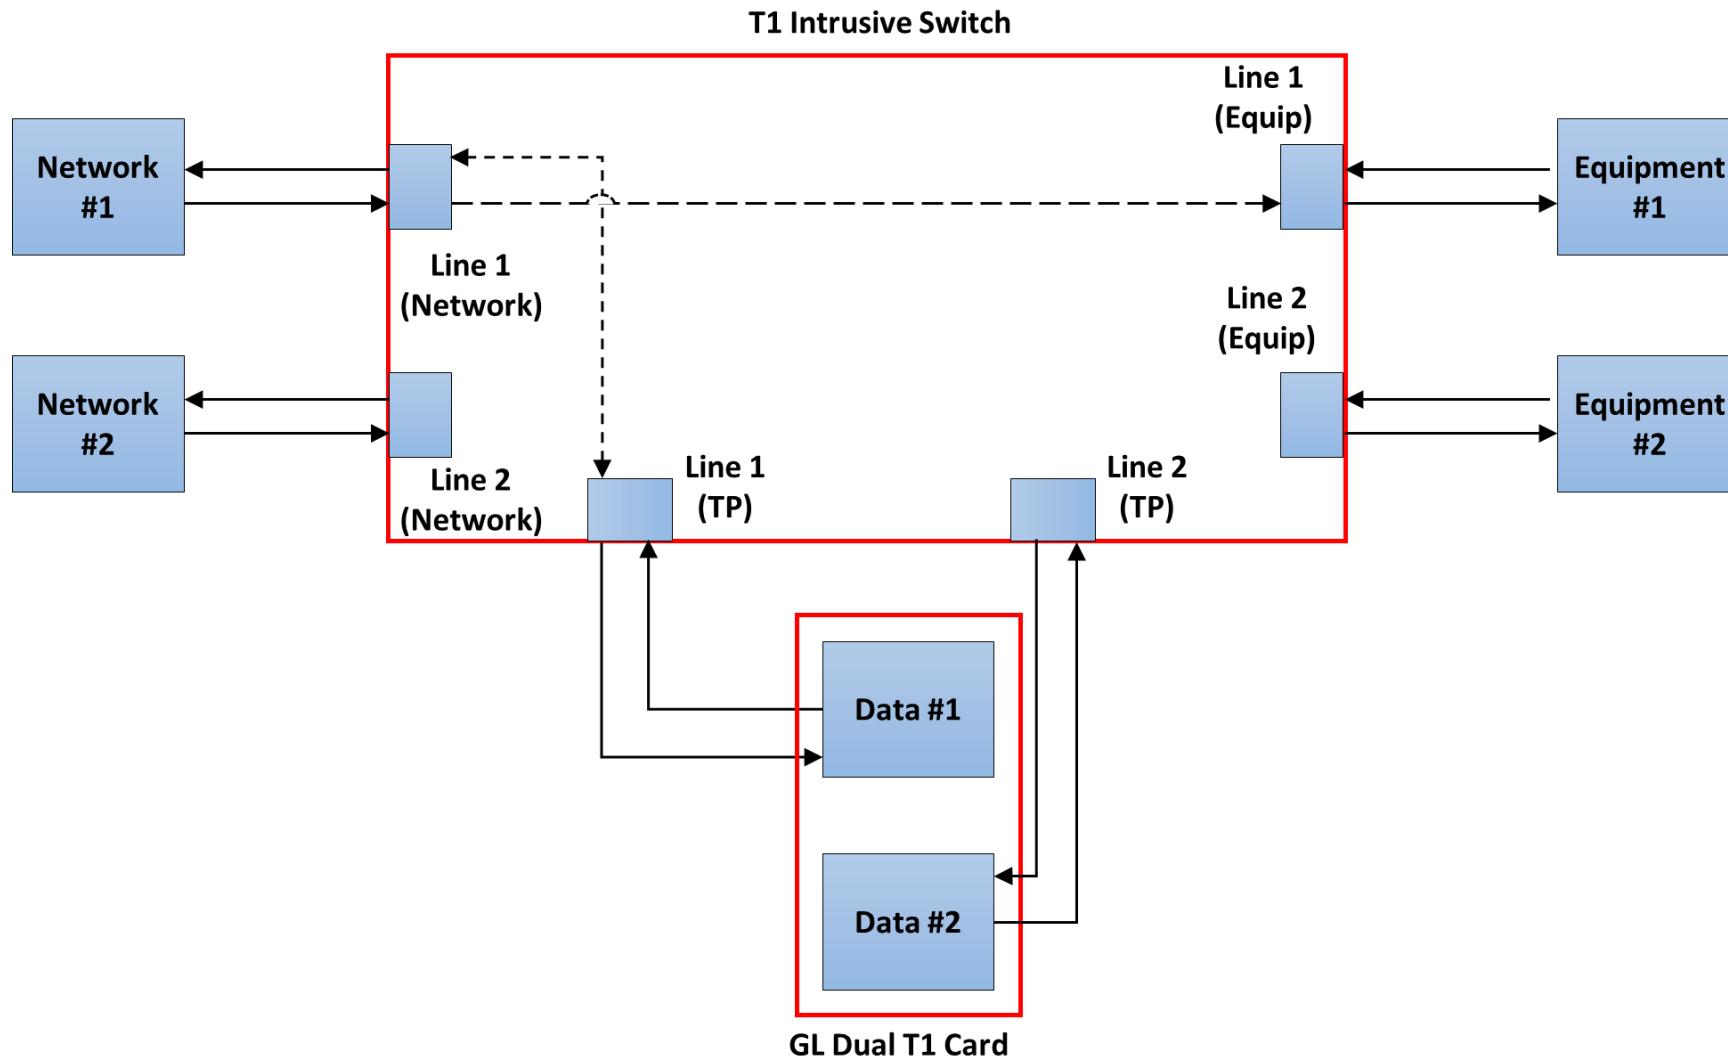 T1 Intrusive Switch
Line 1
(Equip)
Network
#1
Equipment
#1
Line 1
(Network)
Line 2
(Equip)
Network
#2
Equipment
#2
Line 2
(Network)
Line 1
(TP)
Line 2
(TP)
Data #1
Data #2
GL Dual T1 Card